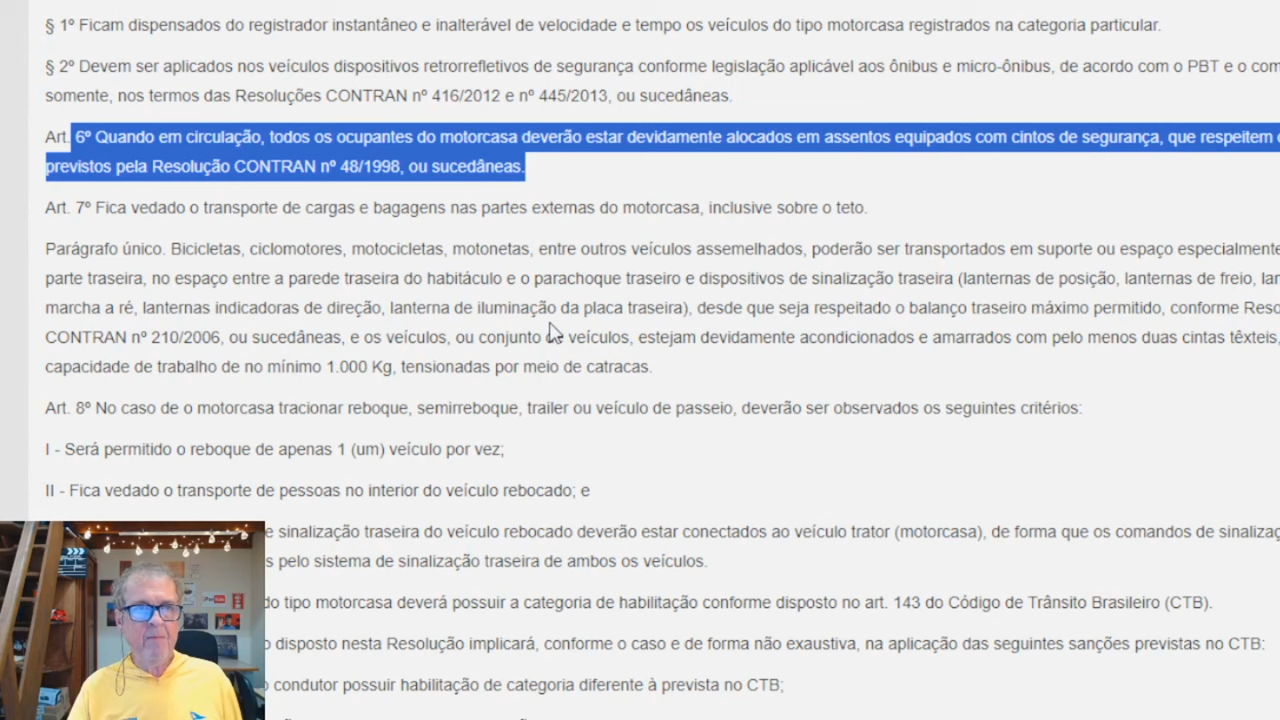 § 1º Ficam dispensados do registrador instantâneo e inalterável de velocidade e tempo os veículos do tipo motorcasa registrados na categoria particular.
§ 2º Devem ser aplicados nos veículos dispositivos retrorrefletivos de segurança conforme legislação aplicável aos ônibus e micro-ônibus, de acordo com o PBT e o
somente, nos termos das Resoluções CONTRAN nº 416/2012 e nº 445/2013, ou sucedâneas.
Art. 6º Quando em circulação, todos os ocupantes do motorcasa deverão estar devidamente alocados em assentos equipados com cintos de segurança, que respeitem
previstos pela Resolução CONTRAN nº 48/1998, ou sucedâneas.
Art. 7º Fica vedado o transporte de cargas e bagagens nas partes externas do motorcasa, inclusive sobre o teto.
Parágrafo único. Bicicletas, ciclomotores, motocicletas, motonetas, entre outros veículos assemelhados, poderão ser transportados em suporte ou espaço especialmente
parte traseira, no espaço entre a parede traseira do habitáculo e o parachoque traseiro e dispositivos de sinalização traseira (lanternas de posição, lanternas de freio,
marcha a ré, lanternas indicadoras de direção, lanterna de iluminação da placa traseira), desde que seja respeitado o balanço traseiro máximo permitido, conforme
CONTRAN nº 210/2006, ou sucedâneas, e os veículos, ou conjunto de veículos, estejam devidamente acondicionados e amarrados com pelo menos duas cintas têxteis,
capacidade de trabalho de no mínimo 1.000 Kg, tensionadas por meio de catracas.
Art. 8º No caso de o motorcasa tracionar reboque, semirreboque, trailer ou veículo de passeio, deverão ser observados os seguintes critérios:
I - Será permitido o reboque de apenas 1 (um) veículo por vez;
II - Fica vedado o transporte de pessoas no interior do veículo rebocado; e
e sinalização traseira do veículo rebocado deverão estar conectados ao veículo trator (motorcasa), de forma que os comandos de
s pelo sistema de sinalização traseira de ambos os veículos.
do tipo motorcasa deverá possuir a categoria de habilitação conforme disposto no art. 143 do Código de Trânsito Brasileiro (CTB).
o disposto nesta Resolução implicará, conforme o caso e de forma não exaustiva, na aplicação das seguintes sanções previstas no CTB:
o condutor possuir habilitação de categoria diferente à prevista no CTB;